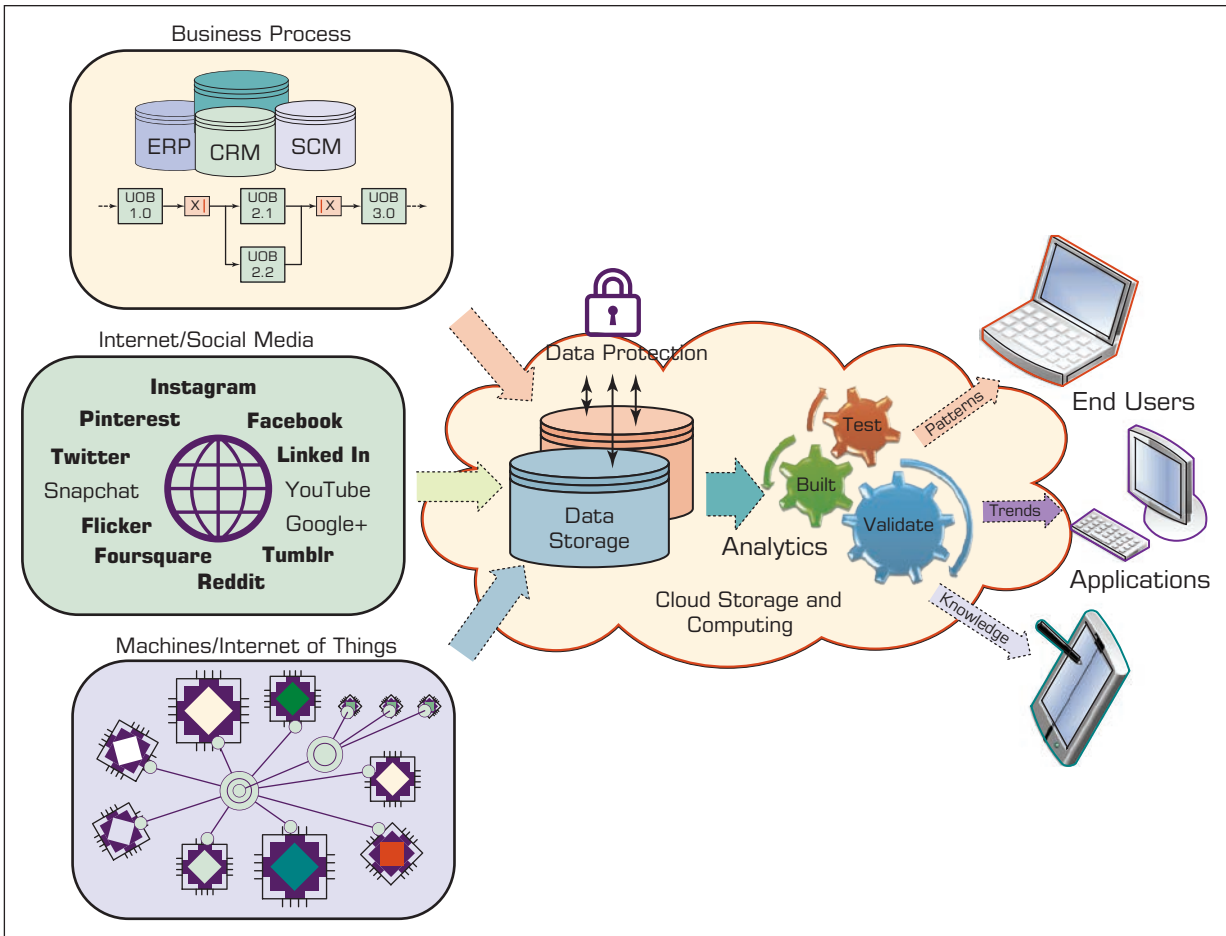 Business Process
ERP
CRM
SCM
UOB
1.0
X|
UOB
2.1
|X
UOB
3.0
UOB
2.2
Internet/Social Media
Instagram
Pinterest
Facebook
Twitter
Linked In
Snapchat
YouTube
Flicker
Google+
Foursquare
Tumblr
Reddit
Machines/Internet of Things
Data Protection
Data
Storage
Analytics
Test
Built
Validate
Cloud Storage and
Computing
Patterns
Trends
Knowledge
End Users
Applications